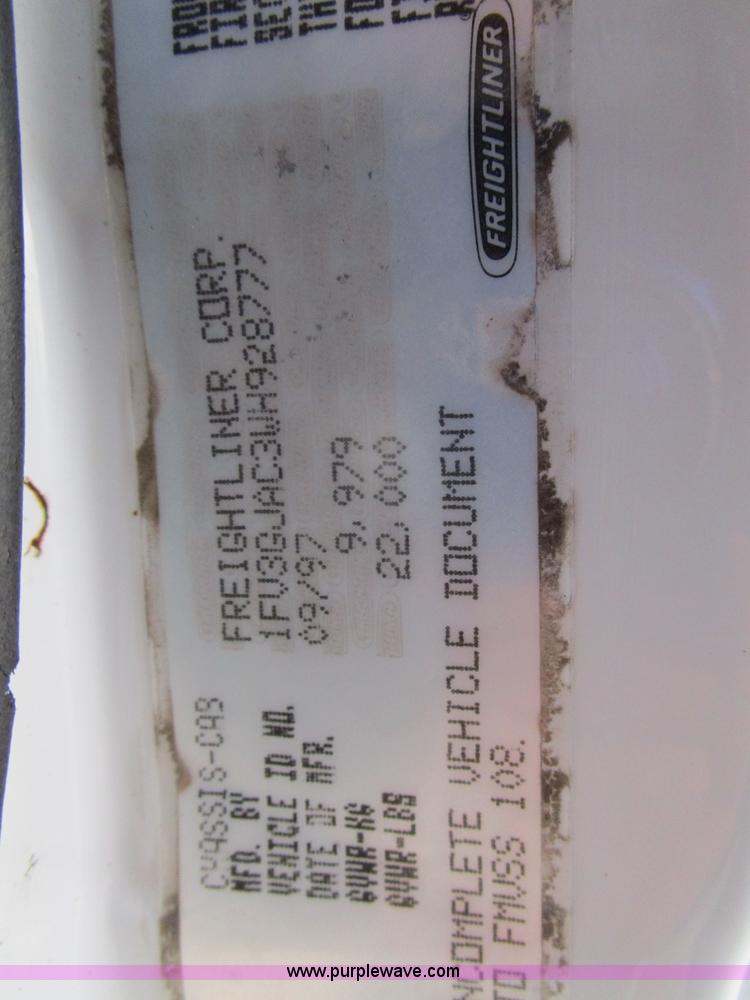 CHASSIS-CAB
MFD. BY FREIGHTLINER CORP.
VEHICLE ID NO. 1FV3GJAC3WH928777
DATE OF MFR. 09/97
GVWR-KG 9,979
GVWR-LBS 22,000
NCOMPLETE VEHICLE DOCUMENT
TO FMVSS 108.
FREIGHTLINER
www.purplewave.com